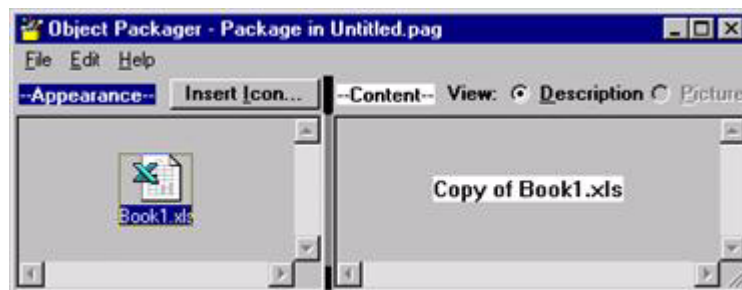 Object Packager - Package in Untitled.pag
File Edit Help
--Appearance-- Insert Icon... --Content-- View: Description Picture
Book1.xls Copy of Book1.xls